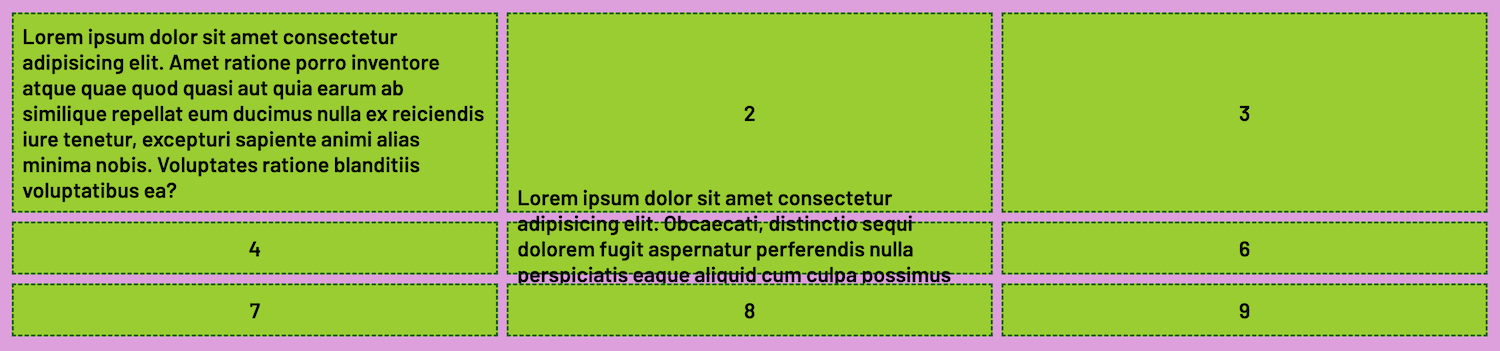 Lorem ipsum dolor sit amet consectetur
adipisicing elit. Amet ratione porro inventore
atque quae quod quasi aut quia earum ab
similique repellat eum ducimus nulla ex reiciendis
iure tenetur, excepturi sapiente animi alias
minima nobis. Voluptates ratione blanditiis
voluptatibus ea?
2
3
4
Lorem ipsum dolor sit amet consectetur
adipisicing elit. Obcaecati, distinctio sequi
dolorem fugit aspernatur perferendis nulla
perspiciatis eaque aliquid cum culpa possimus
6
7
8
9